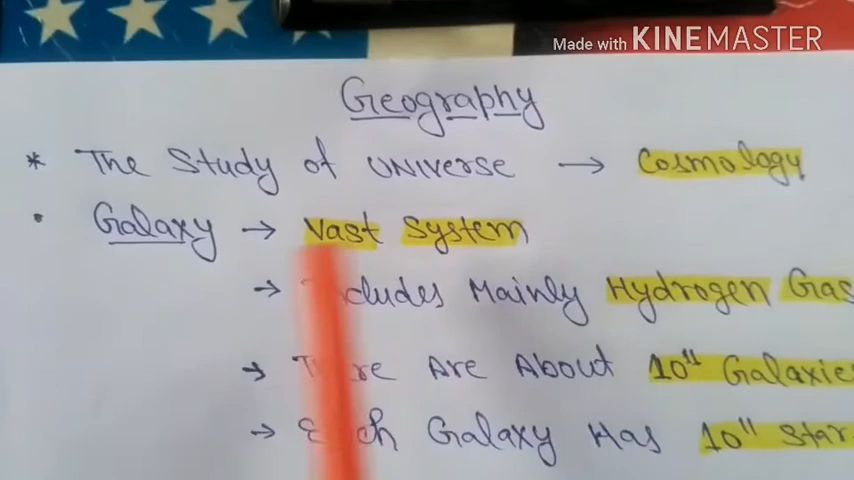 Made with KINEMASTER
Geography
* The Study of UNIVERSE → Cosmology
• Galaxy → Vast System
→ Includes Mainly Hydrogen Gas
→ There Are About 10¹¹ Galaxie
→ Each Galaxy Has 10¹¹ Star